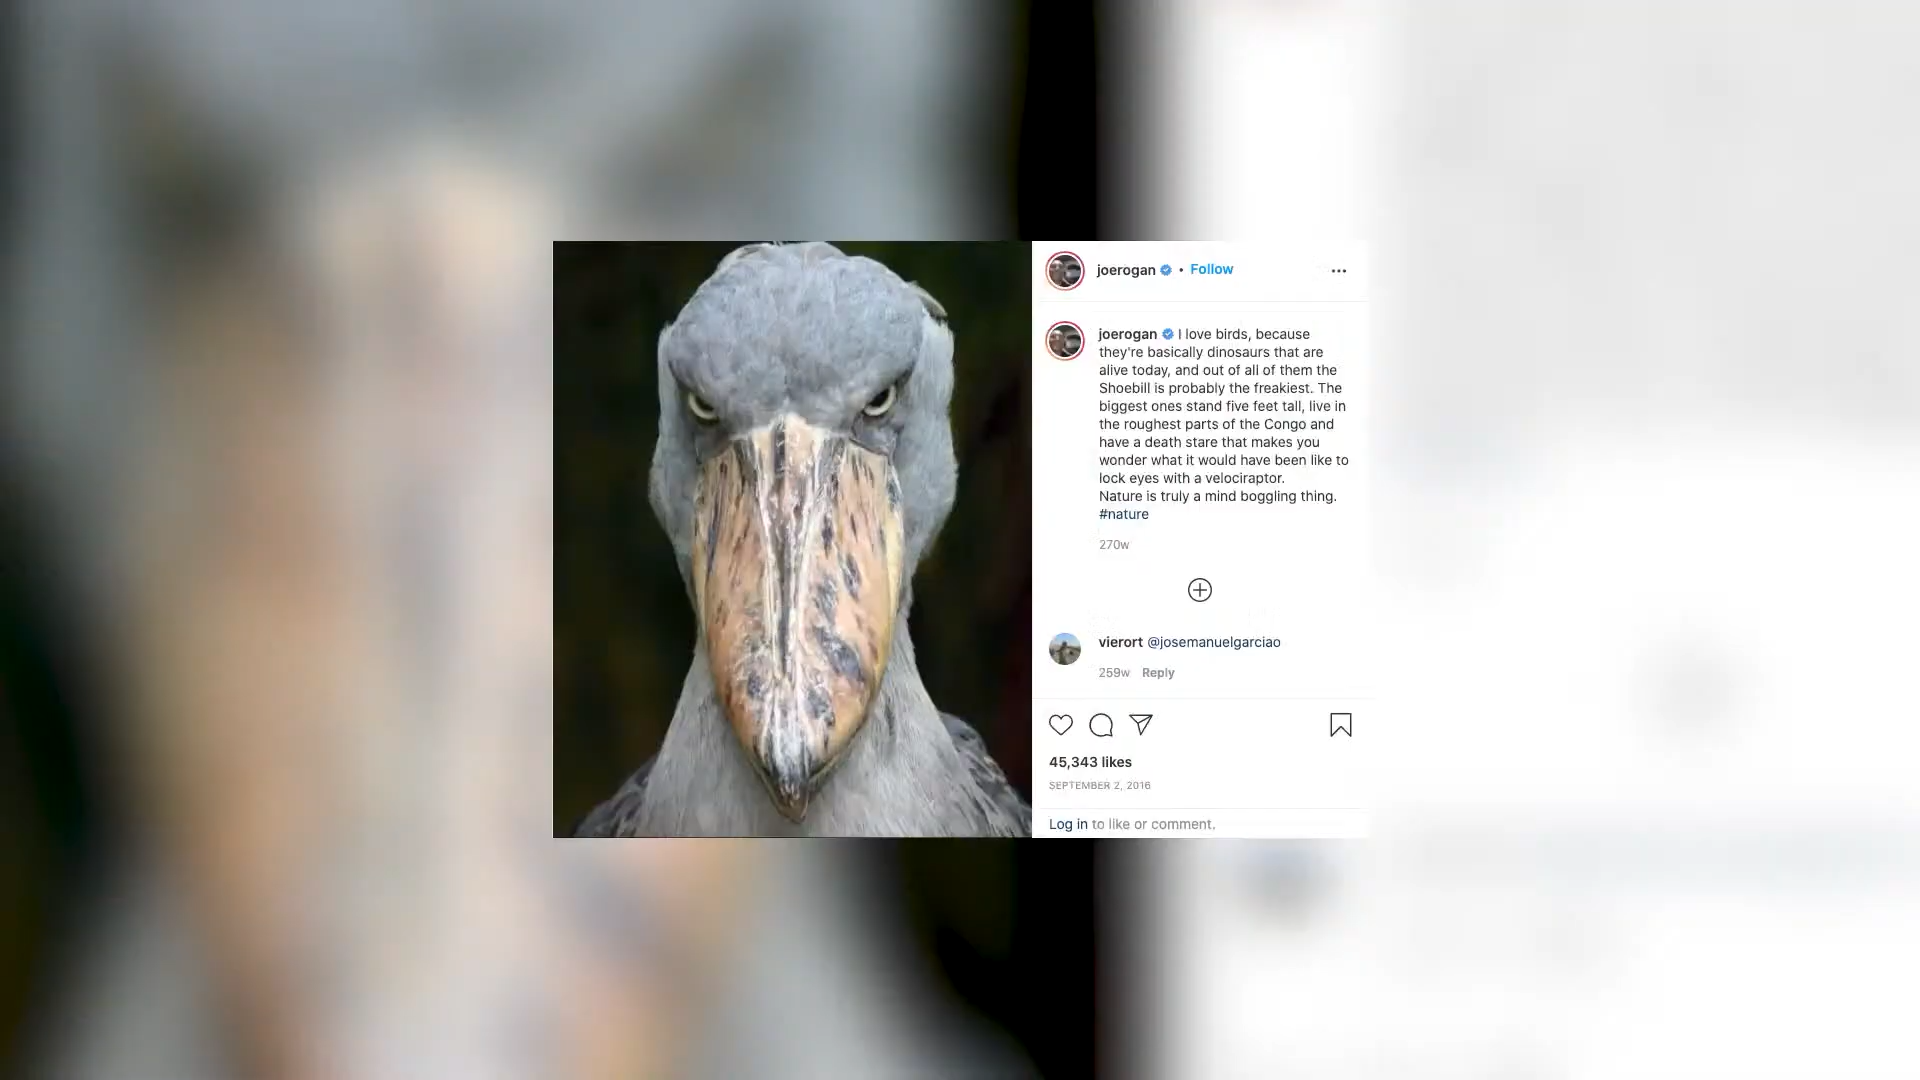 joerogan • Follow
joerogan I love birds, because
they're basically dinosaurs that are
alive today, and out of all of them the
Shoebill is probably the freakiest. The
biggest ones stand five feet tall, live in
the roughest parts of the Congo and
have a death stare that makes you
wonder what it would have been like to
lock eyes with a velociraptor.
Nature is truly a mind boggling thing.
#nature
270w
vierort @josemanuelgarciao
259w Reply
45,343 likes
SEPTEMBER 2, 2016
Log in to like or comment.